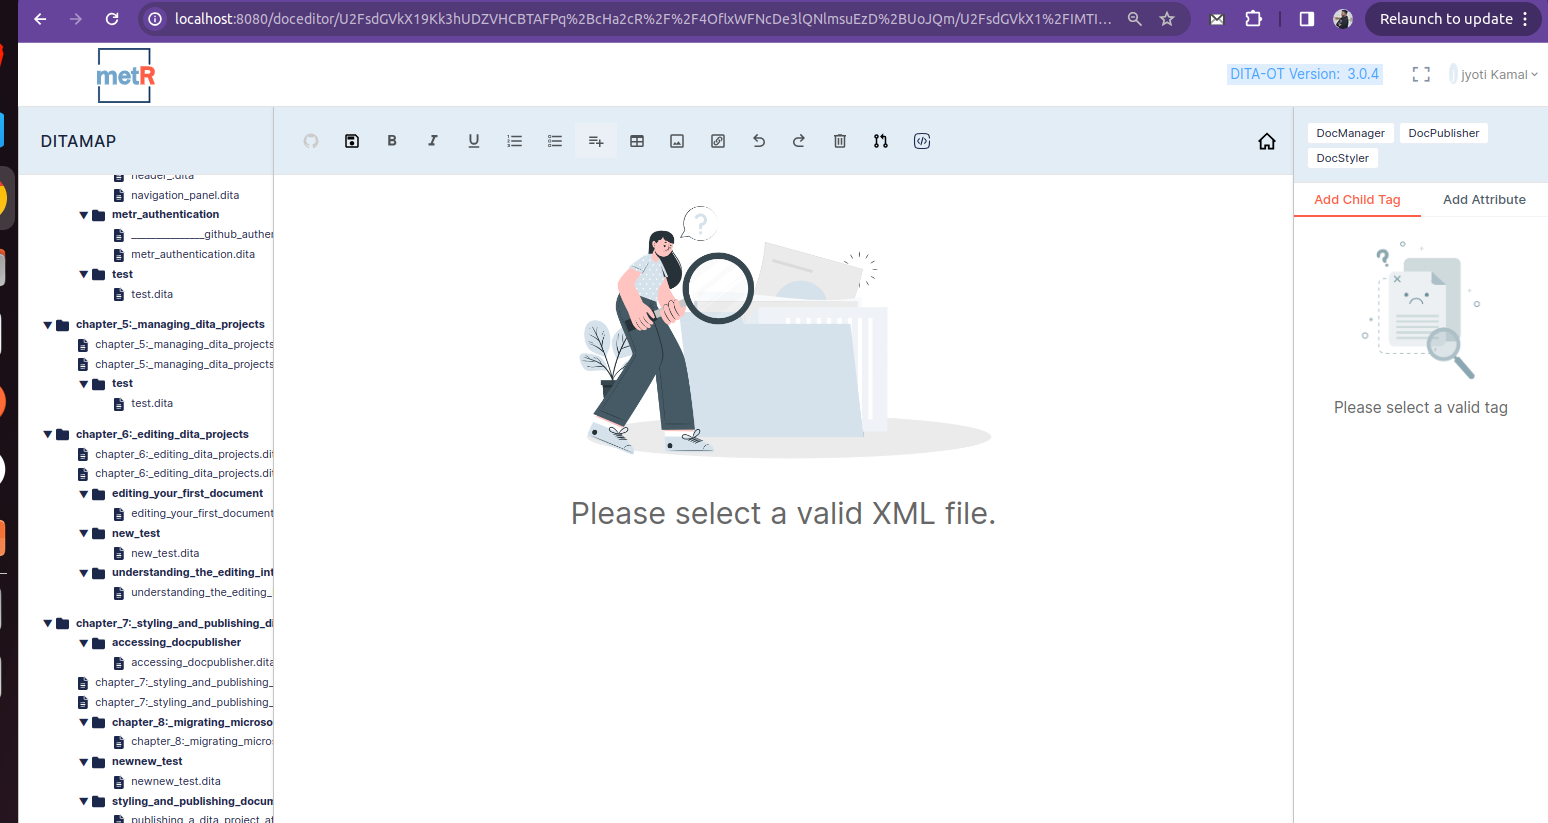 localhost:8080/doceditor/U2FsdGVkX19Kk3hUDZVHCBTAFPq%2BcHa2cR%2F%2F4OflxWFNcDe3lQNlmsuEzD%2BUoJQm/U2FsdGVkX1%2FIMTI...
Relaunch to update
metR
DITA-OT Version: 3.0.4
jyoti Kamal
DITAMAP
B I U
DocManager DocPublisher
DocStyler
Add Child Tag Add Attribute
header_.dita
navigation_panel.dita
metr_authentication
______________github_auther
metr_authentication.dita
test
test.dita
chapter_5:_managing_dita_projects
chapter_5:_managing_dita_projects
chapter_5:_managing_dita_projects
test
test.dita
chapter_6:_editing_dita_projects
chapter_6:_editing_dita_projects.dit
chapter_6:_editing_dita_projects.dit
editing_your_first_document
editing_your_first_document
new_test
new_test.dita
understanding_the_editing_int
understanding_the_editing_
chapter_7:_styling_and_publishing_di
accessing_docpublisher
accessing_docpublisher.dita
chapter_7:_styling_and_publishing_
chapter_7:_styling_and_publishing_
chapter_8:_migrating_microso
chapter_8:_migrating_micros
newnew_test
newnew_test.dita
styling_and_publishing_docum
publishing_a_dita_project_at
?
Please select a valid XML file.
?
Please select a valid tag